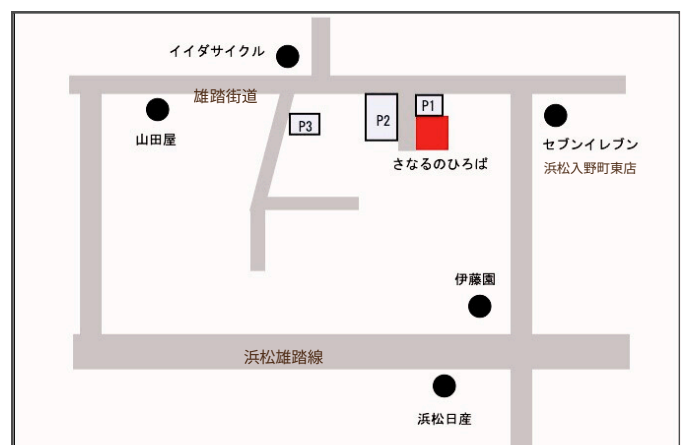 イイダサイクル
雄踏街道
山田屋
P3
P2
P1
さなるのひろば
セブンイレブン
浜松入野町東店
伊藤園
浜松雄踏線
浜松日産